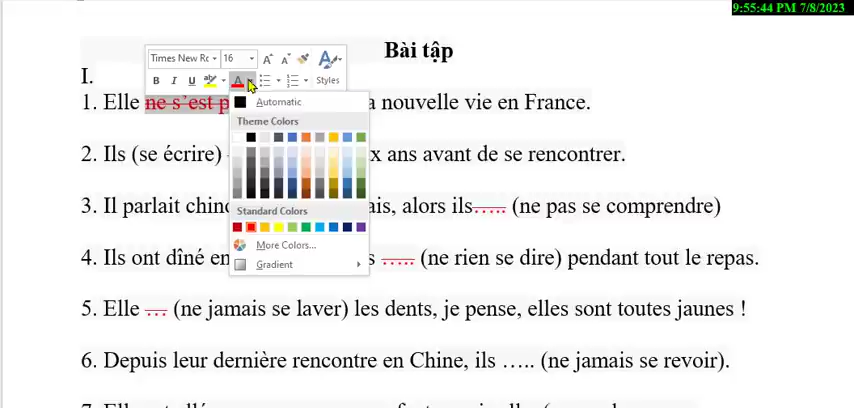 9:55:44 PM 7/8/2023
Bài tập
Times New Rc 16
B I U ab A Styles
I.
1. Elle ne s'est p a nouvelle vie en France.
Automatic
Theme Colors
2. Ils (se écrire) x ans avant de se rencontrer.
3. Il parlait chino ais, alors ils….. (ne pas se comprendre)
Standard Colors
More Colors...
4. Ils ont dîné en s ….. (ne rien se dire) pendant tout le repas.
Gradient
5. Elle … (ne jamais se laver) les dents, je pense, elles sont toutes jaunes !
6. Depuis leur dernière rencontre en Chine, ils ….. (ne jamais se revoir).